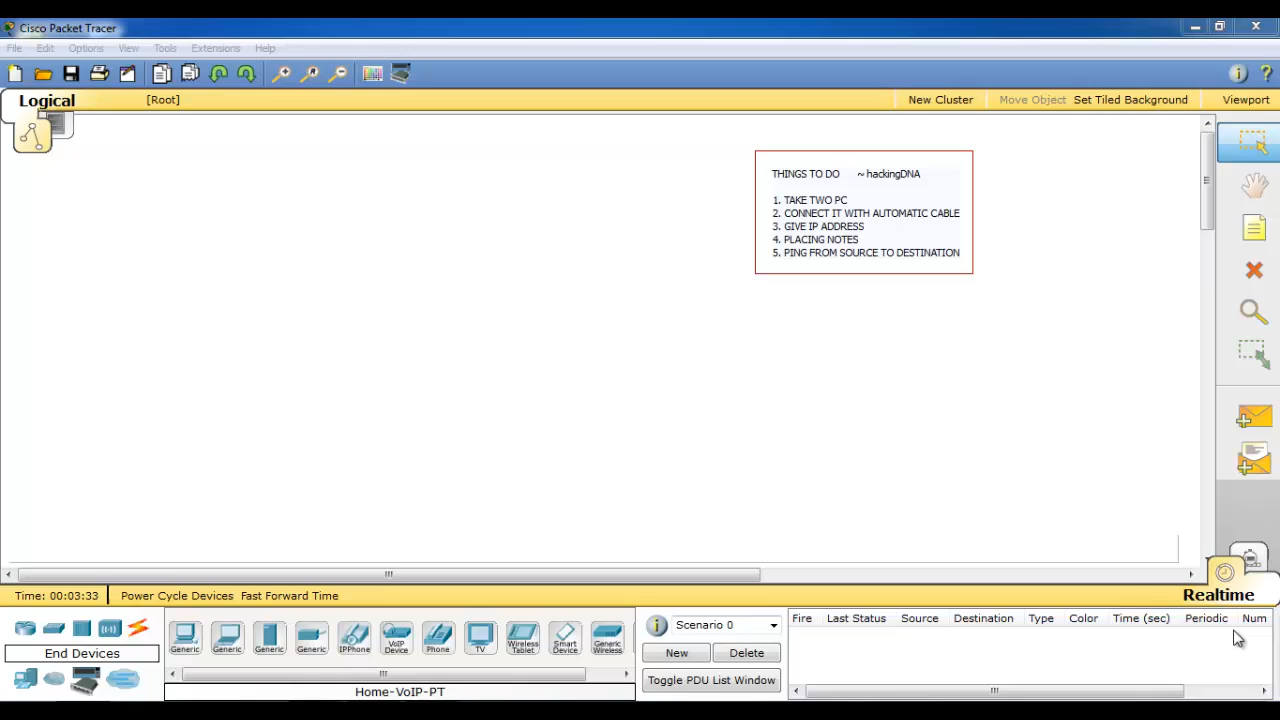 Cisco Packet Tracer
File Edit Options View Tools Extensions Help
Logical [Root] New Cluster Move Object Set Tiled Background Viewport
THINGS TO DO ~ hackingDNA
1. TAKE TWO PC
2. CONNECT IT WITH AUTOMATIC CABLE
3. GIVE IP ADDRESS
4. PLACING NOTES
5. PING FROM SOURCE TO DESTINATION
Time: 00:03:33 Power Cycle Devices Fast Forward Time Realtime
Fire Last Status Source Destination Type Color Time (sec) Periodic Num
Scenario 0
Generic Generic Generic Generic IPPhone VoIP Device Phone TV Wireless Tablet Smart Device Generic Wireless
End Devices
New Delete
Toggle PDU List Window
Home-VoIP-PT